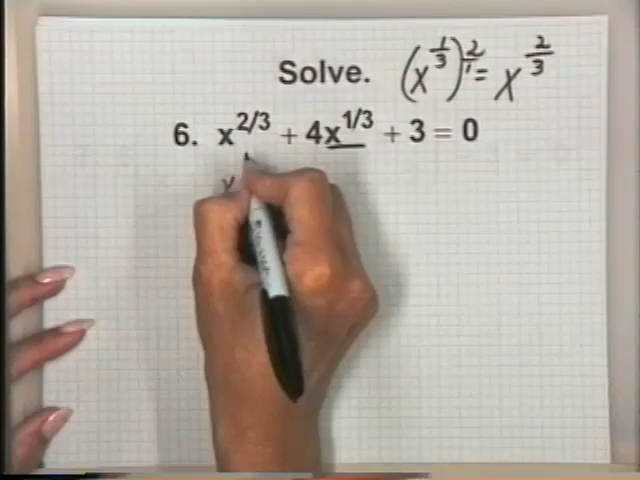 Solve. (x^{1/3})^{2/1} = x^{2/3}
6. x^{2/3} + 4x^{1/3} + 3 = 0